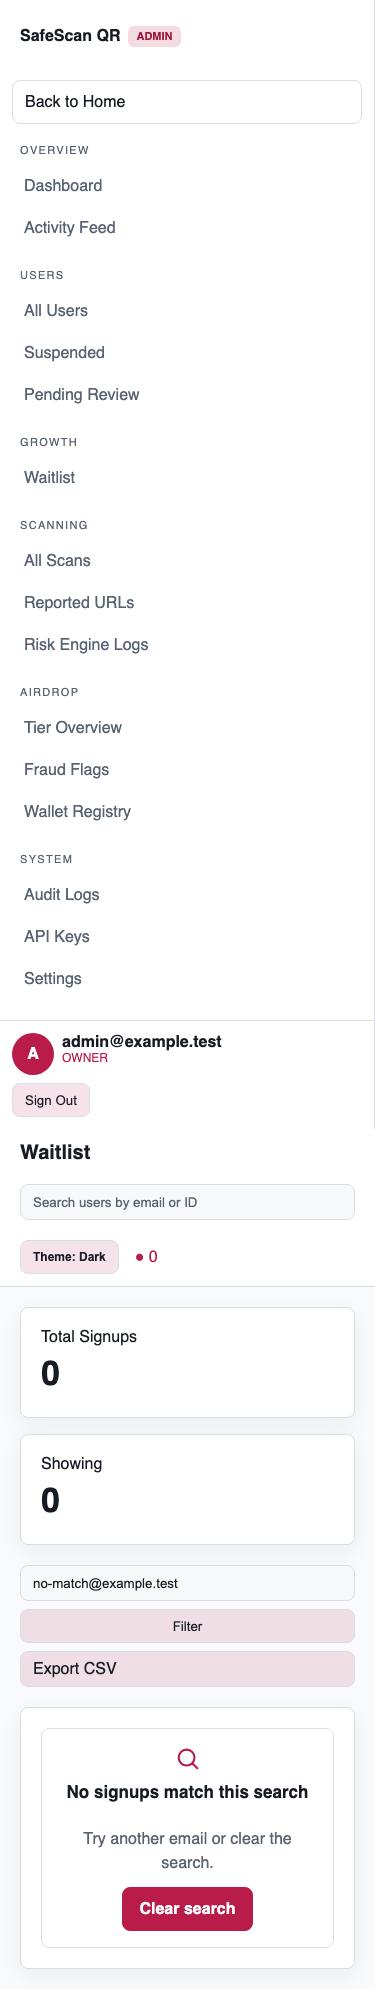 SafeScan QR ADMIN
Back to Home
OVERVIEW
Dashboard
Activity Feed
USERS
All Users
Suspended
Pending Review
GROWTH
Waitlist
SCANNING
All Scans
Reported URLs
Risk Engine Logs
AIRDROP
Tier Overview
Fraud Flags
Wallet Registry
SYSTEM
Audit Logs
API Keys
Settings
A
admin@example.test
OWNER
Sign Out
Waitlist
Search users by email or ID
Theme: Dark ● 0
Total Signups
0
Showing
0
no-match@example.test
Filter
Export CSV
No signups match this search
Try another email or clear the
search.
Clear search